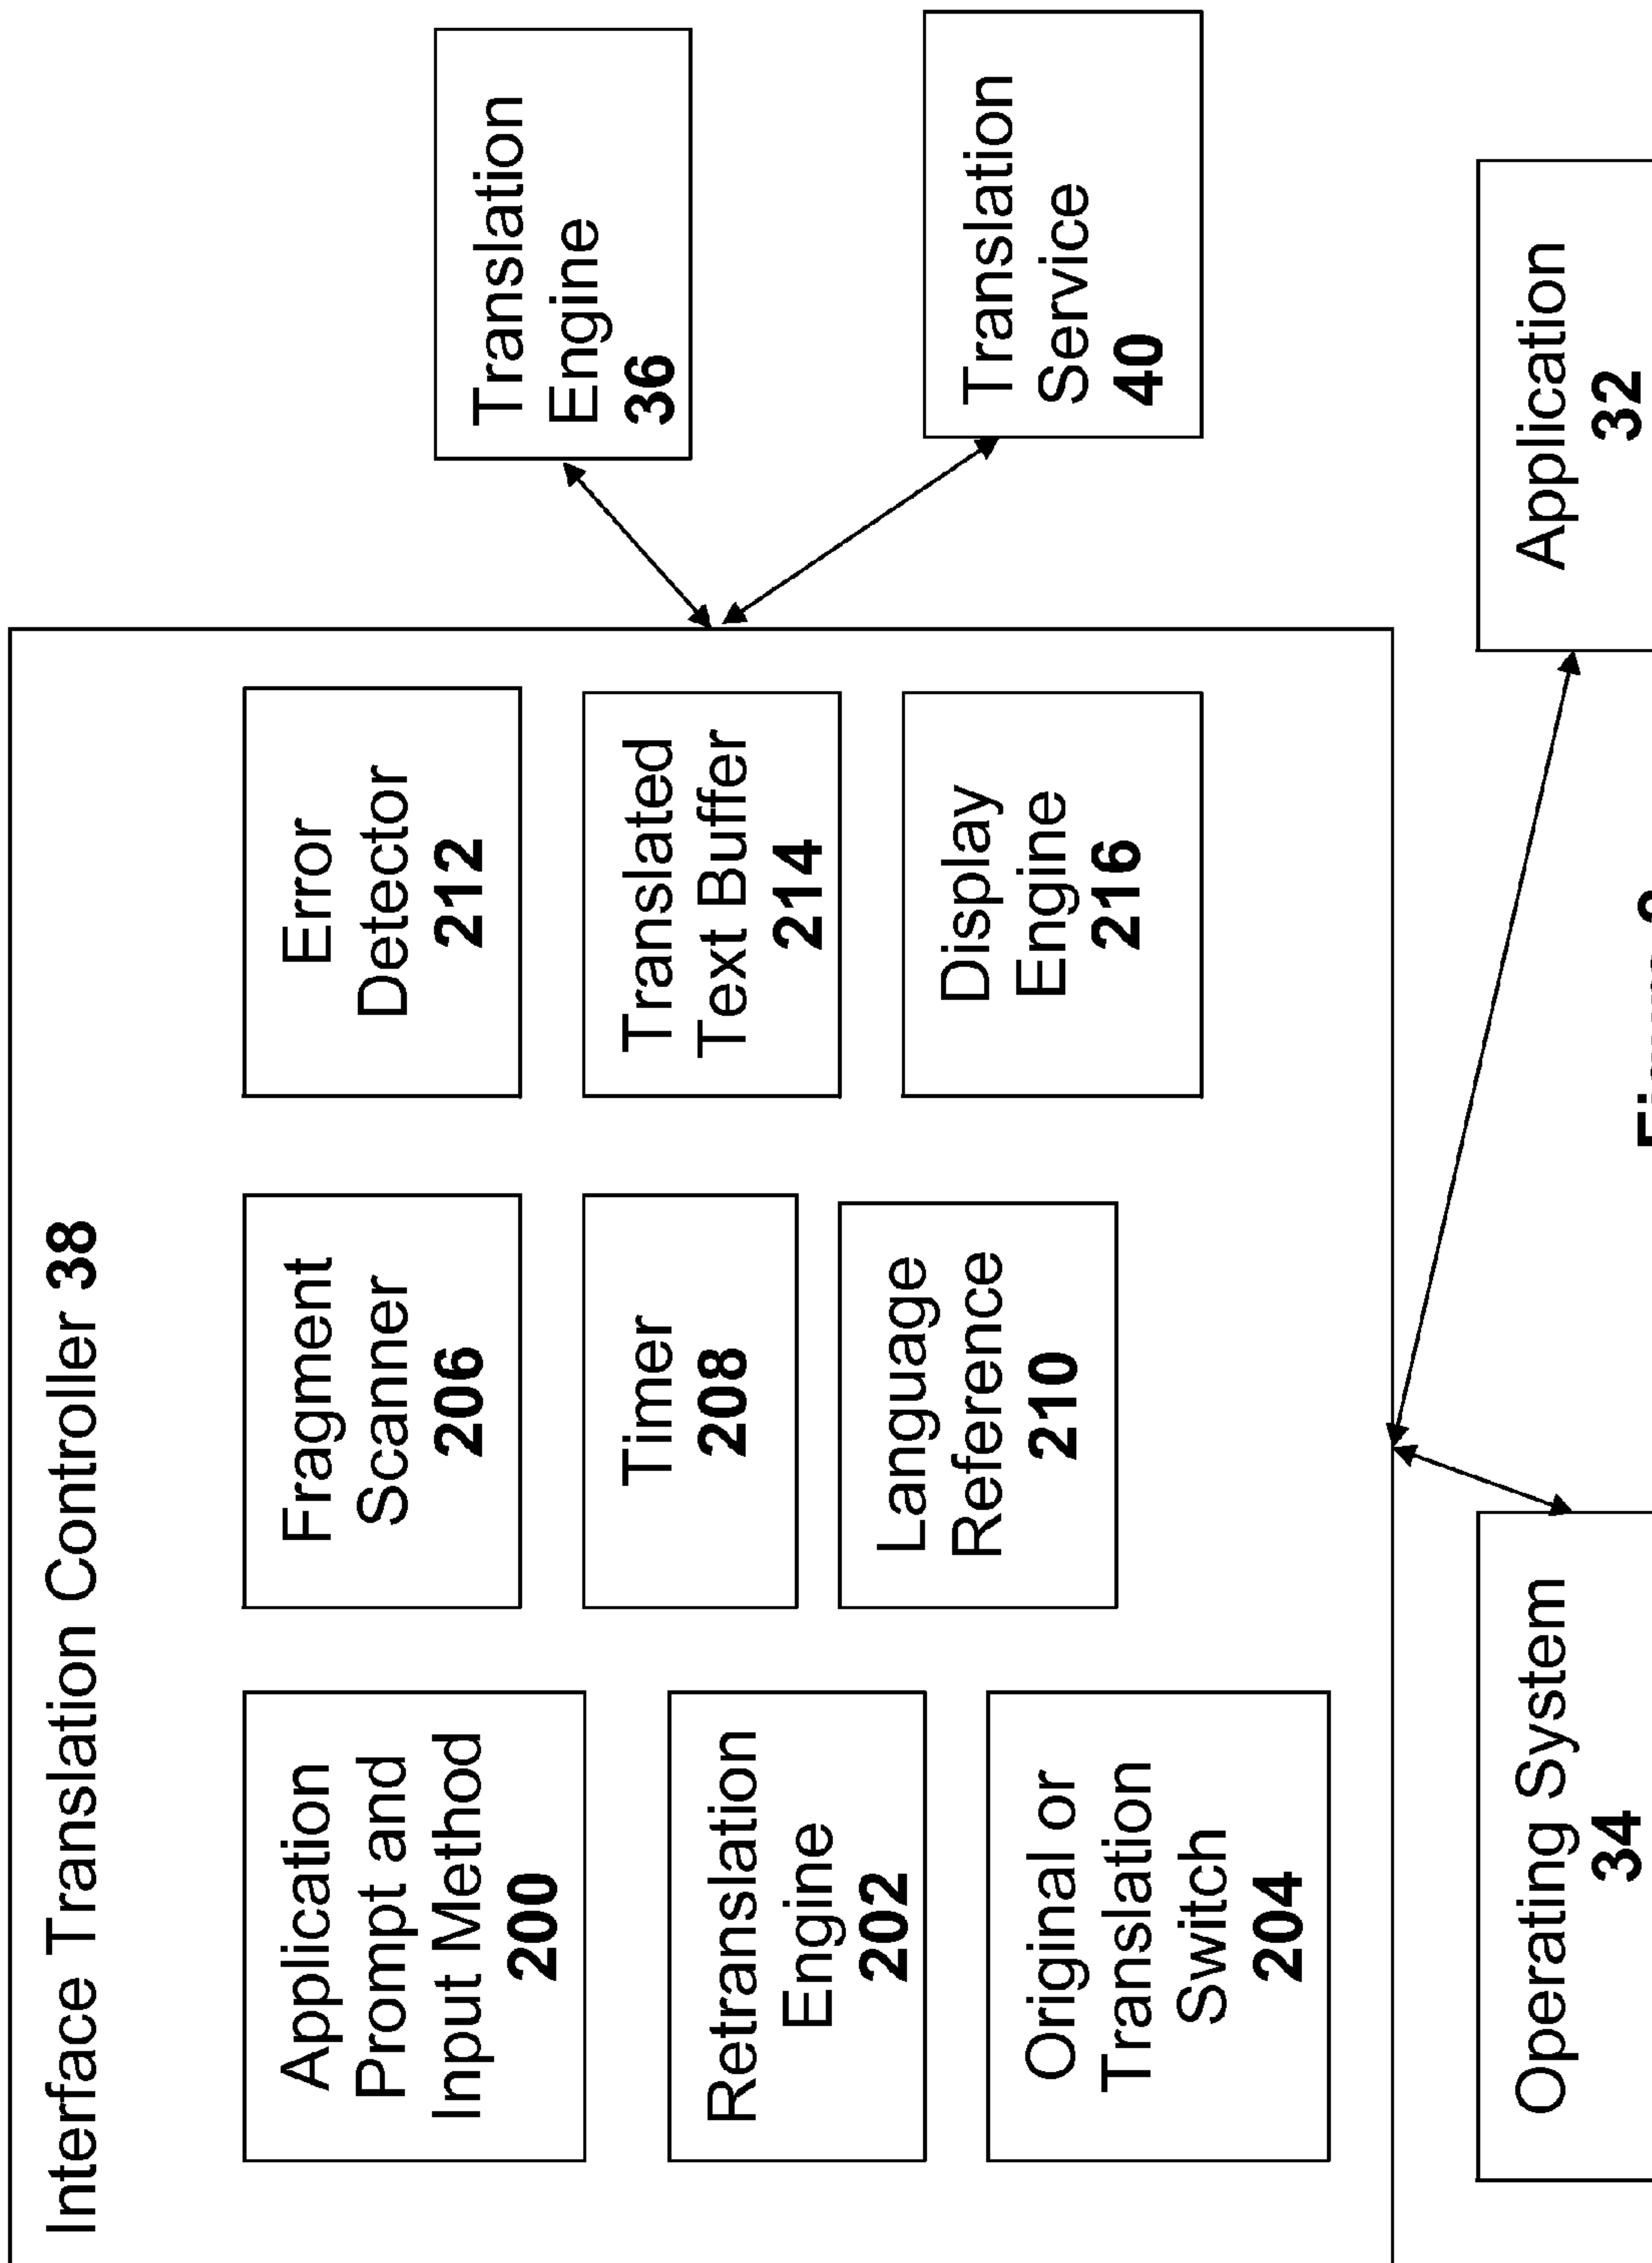 Interface Translation Controller 38
Application
Prompt and
Input Method
200
Retranslation
Engine
202
Original or
Translation
Switch
204
Fragment
Scanner
206
Timer
208
Language
Reference
210
Error
Detector
212
Translated
Text Buffer
214
Display
Engine
216
Translation
Engine
36
Translation
Service
40
Operating System
34
Application
32